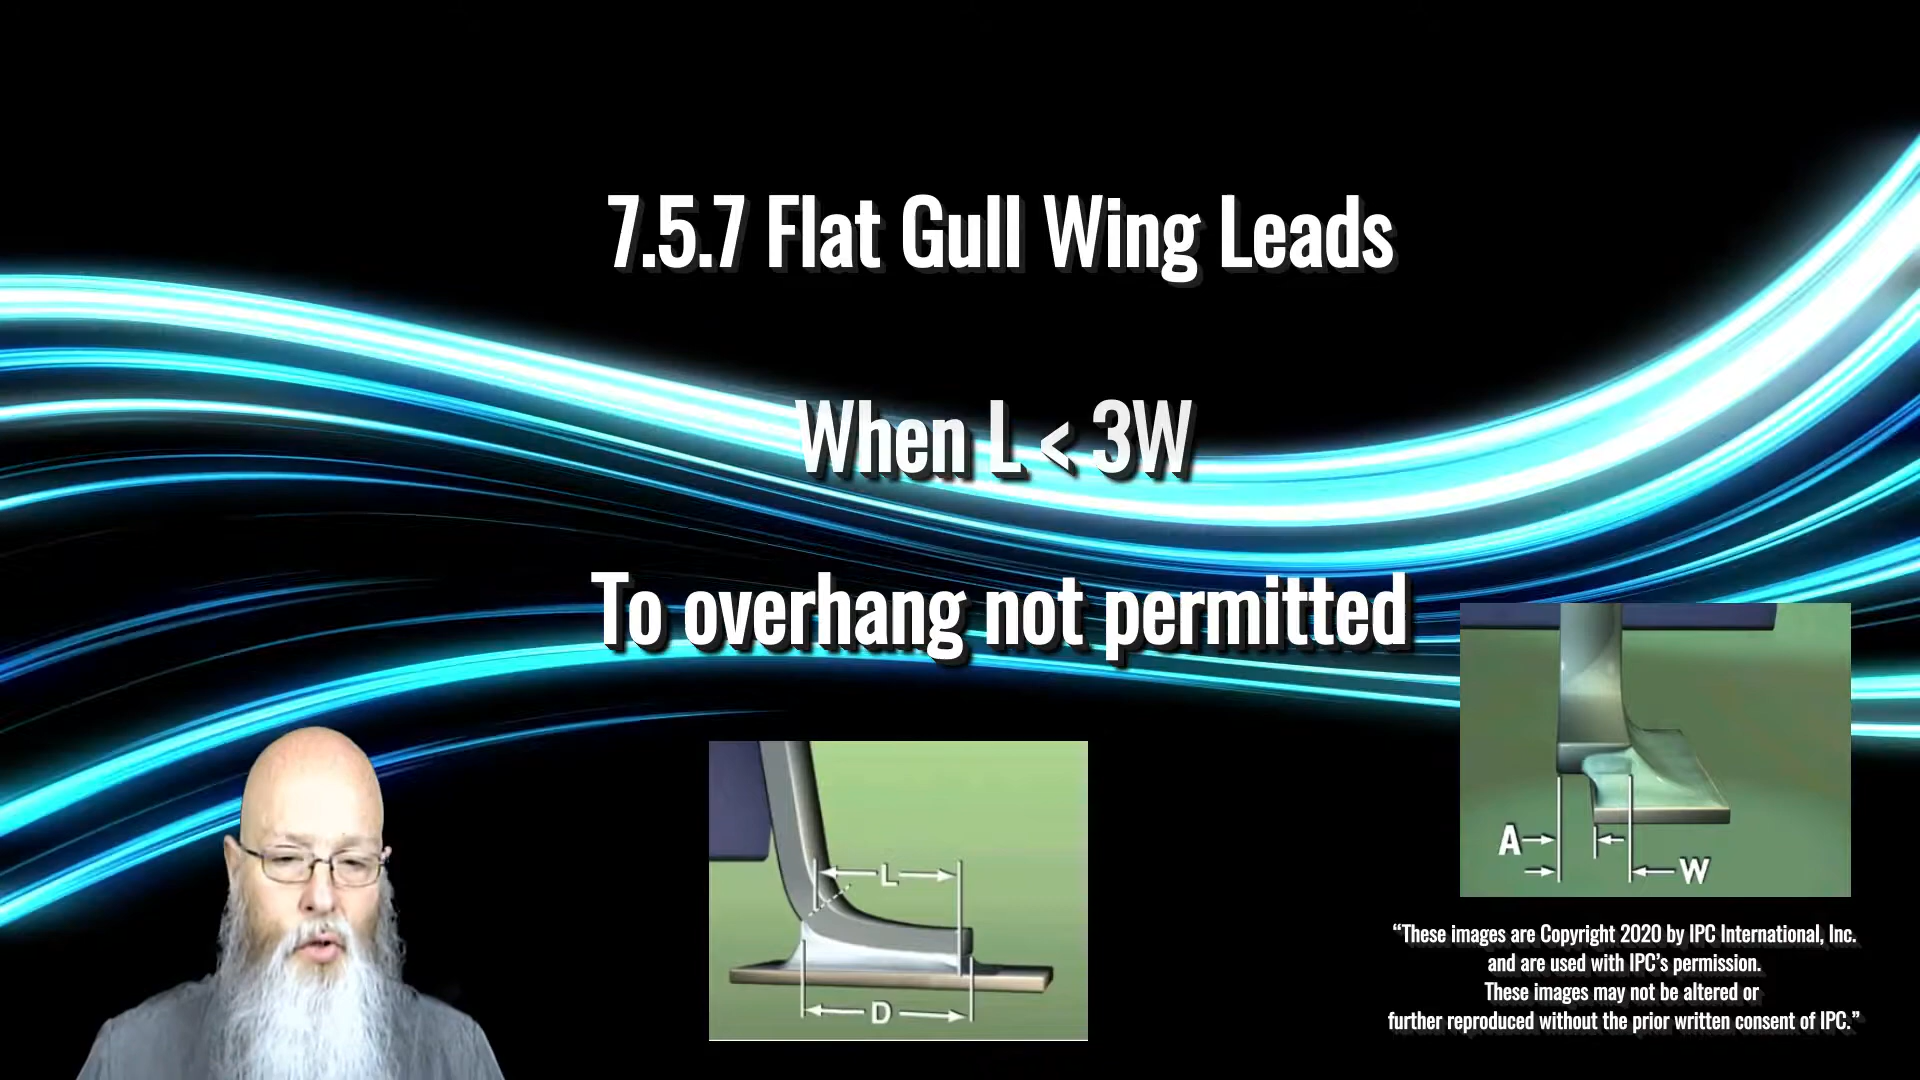 7.5.7 Flat Gull Wing Leads
When L < 3W
To overhang not permitted
L
D
A
W
“These images are Copyright 2020 by IPC International, Inc.
and are used with IPC’s permission.
These images may not be altered or
further reproduced without the prior written consent of IPC.”